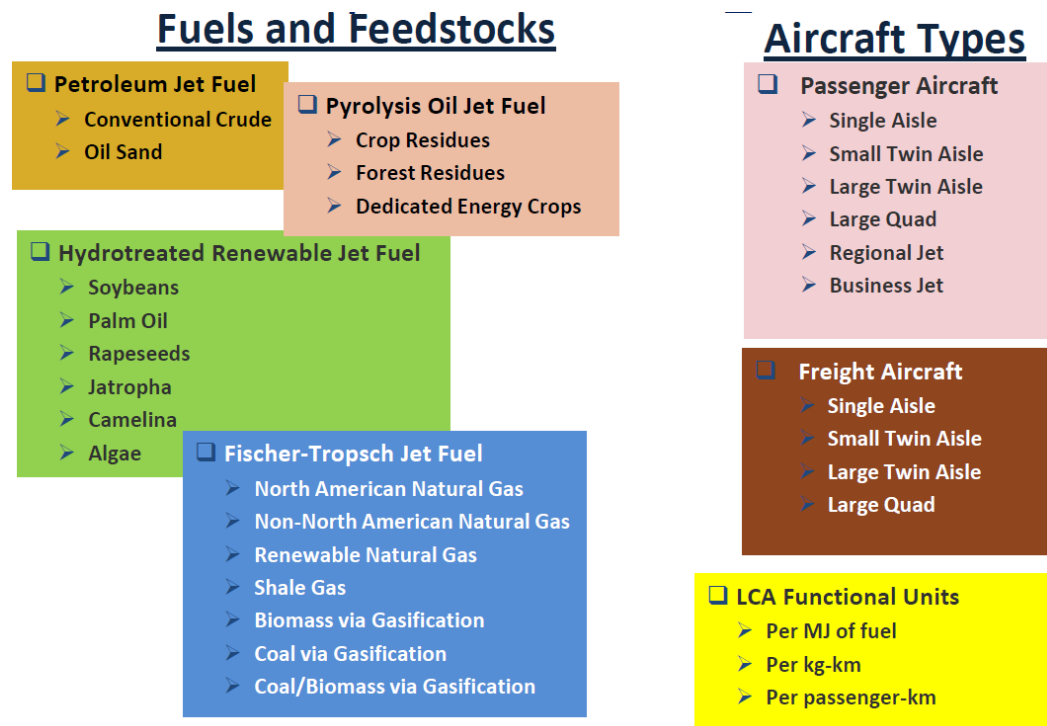 Fuels and Feedstocks
Petroleum Jet Fuel
Conventional Crude
Oil Sand
Pyrolysis Oil Jet Fuel
Crop Residues
Forest Residues
Dedicated Energy Crops
Hydrotreated Renewable Jet Fuel
Soybeans
Palm Oil
Rapeseeds
Jatropha
Camelina
Algae
Fischer-Tropsch Jet Fuel
North American Natural Gas
Non-North American Natural Gas
Renewable Natural Gas
Shale Gas
Biomass via Gasification
Coal via Gasification
Coal/Biomass via Gasification
Aircraft Types
Passenger Aircraft
Single Aisle
Small Twin Aisle
Large Twin Aisle
Large Quad
Regional Jet
Business Jet
Freight Aircraft
Single Aisle
Small Twin Aisle
Large Twin Aisle
Large Quad
LCA Functional Units
Per MJ of fuel
Per kg-km
Per passenger-km